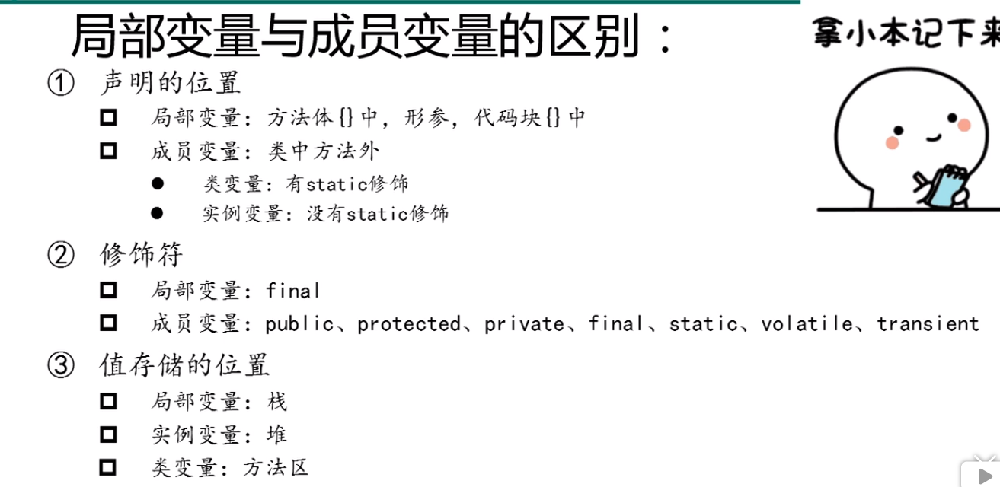 局部变量与成员变量的区别：
拿小本记下来
① 声明的位置
局部变量：方法体{}中，形参，代码块{}中
成员变量：类中方法外
类变量：有static修饰
实例变量：没有static修饰
② 修饰符
局部变量：final
成员变量：public、protected、private、final、static、volatile、transient
③ 值存储的位置
局部变量：栈
实例变量：堆
类变量：方法区